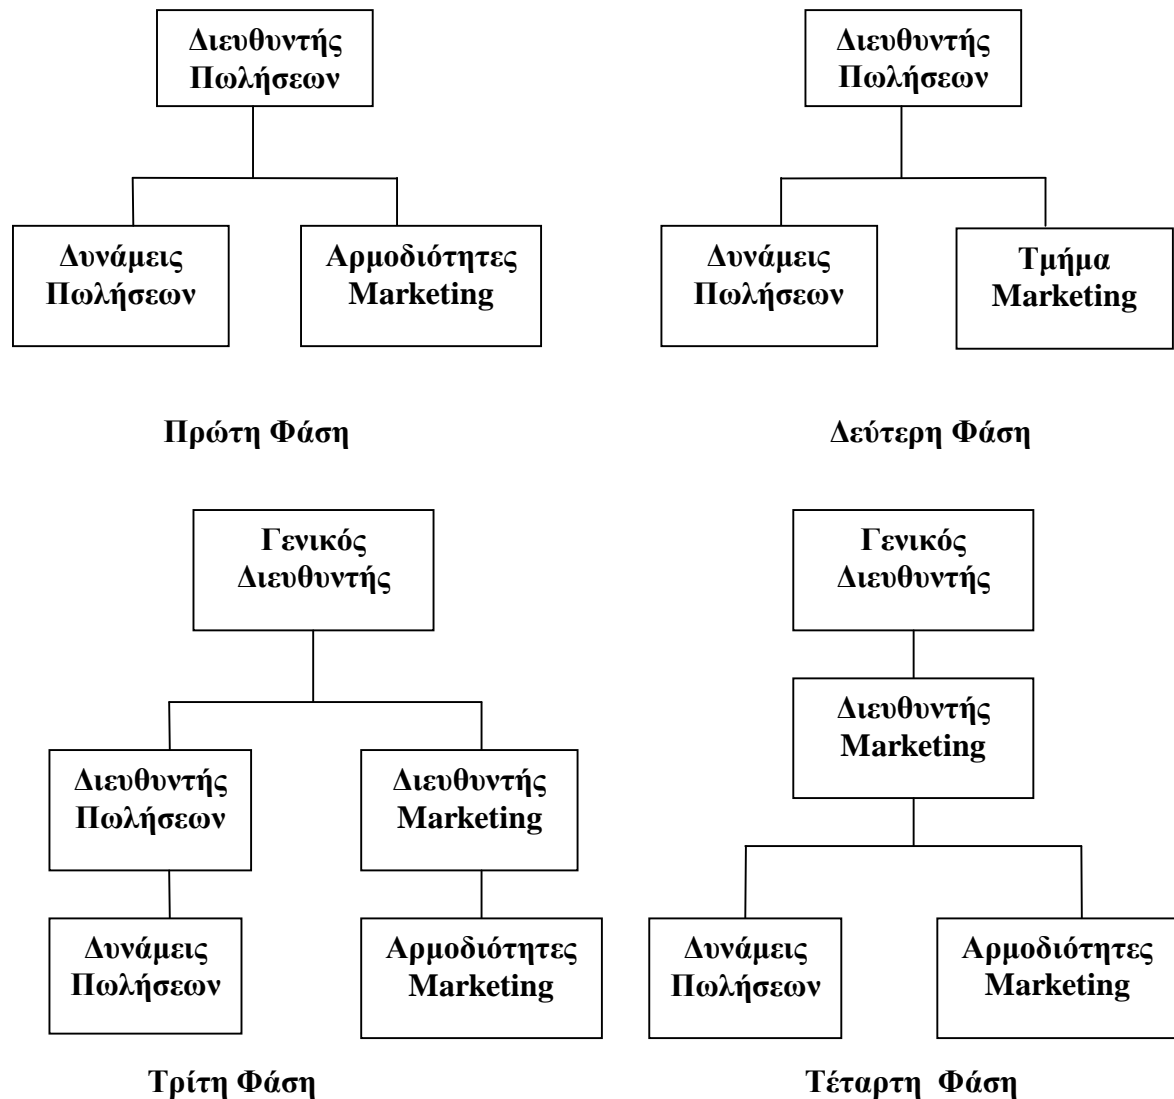 Διευθυντής
Πωλήσεων
Δυνάμεις
Πωλήσεων
Αρμοδιότητες
Marketing
Πρώτη Φάση
Διευθυντής
Πωλήσεων
Δυνάμεις
Πωλήσεων
Τμήμα
Marketing
Δεύτερη Φάση
Γενικός
Διευθυντής
Διευθυντής
Πωλήσεων
Διευθυντής
Marketing
Δυνάμεις
Πωλήσεων
Αρμοδιότητες
Marketing
Τρίτη Φάση
Γενικός
Διευθυντής
Διευθυντής
Marketing
Δυνάμεις
Πωλήσεων
Αρμοδιότητες
Marketing
Τέταρτη Φάση